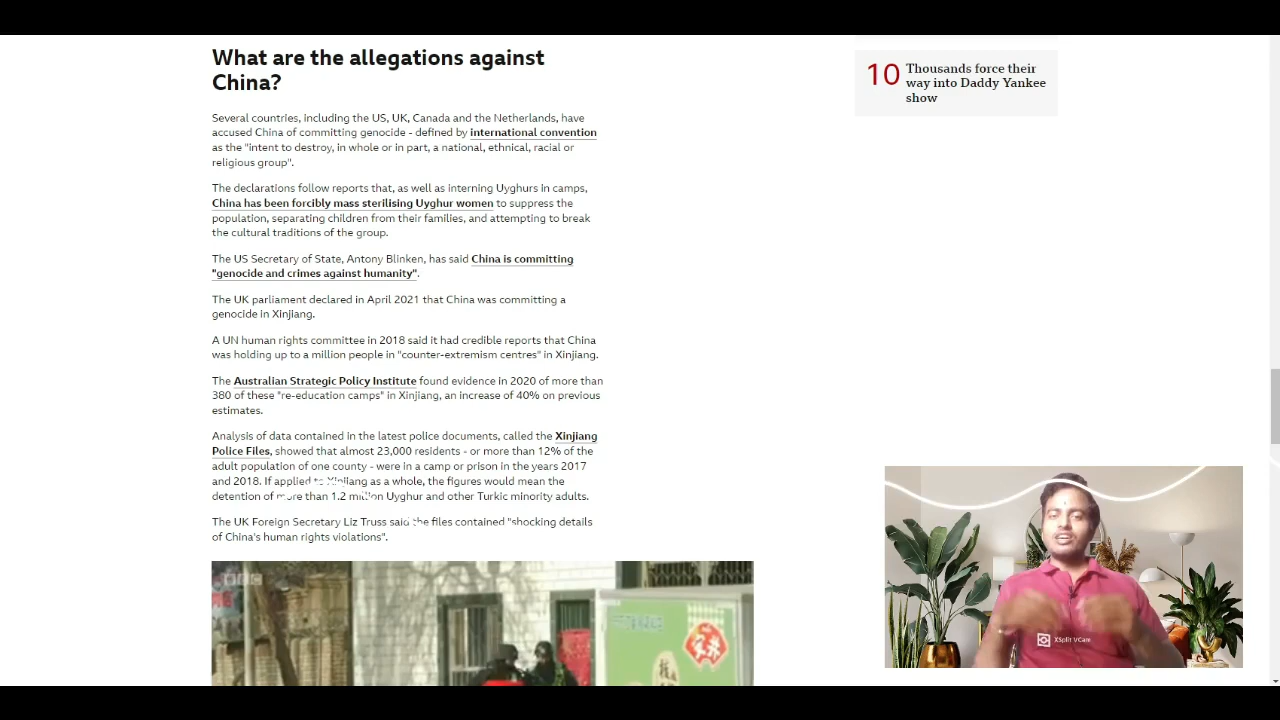 What are the allegations against
China?
Several countries, including the US, UK, Canada and the Netherlands, have
accused China of committing genocide - defined by international convention
as the "intent to destroy, in whole or in part, a national, ethnical, racial or
religious group".
The declarations follow reports that, as well as interning Uyghurs in camps,
China has been forcibly mass sterilising Uyghur women to suppress the
population, separating children from their families, and attempting to break
the cultural traditions of the group.
The US Secretary of State, Antony Blinken, has said China is committing
"genocide and crimes against humanity".
The UK parliament declared in April 2021 that China was committing a
genocide in Xinjiang.
A UN human rights committee in 2018 said it had credible reports that China
was holding up to a million people in "counter-extremism centres" in Xinjiang.
The Australian Strategic Policy Institute found evidence in 2020 of more than
380 of these "re-education camps" in Xinjiang, an increase of 40% on previous
estimates.
Analysis of data contained in the latest police documents, called the Xinjiang
Police Files, showed that almost 23,000 residents - or more than 12% of the
adult population of one county - were in a camp or prison in the years 2017
and 2018. If applied to Xinjiang as a whole, the figures would mean the
detention of more than 1.2 million Uyghur and other Turkic minority adults.
The UK Foreign Secretary Liz Truss said the files contained "shocking details
of China's human rights violations".
BBC
10 Thousands force their
way into Daddy Yankee
show
XSplit VCam